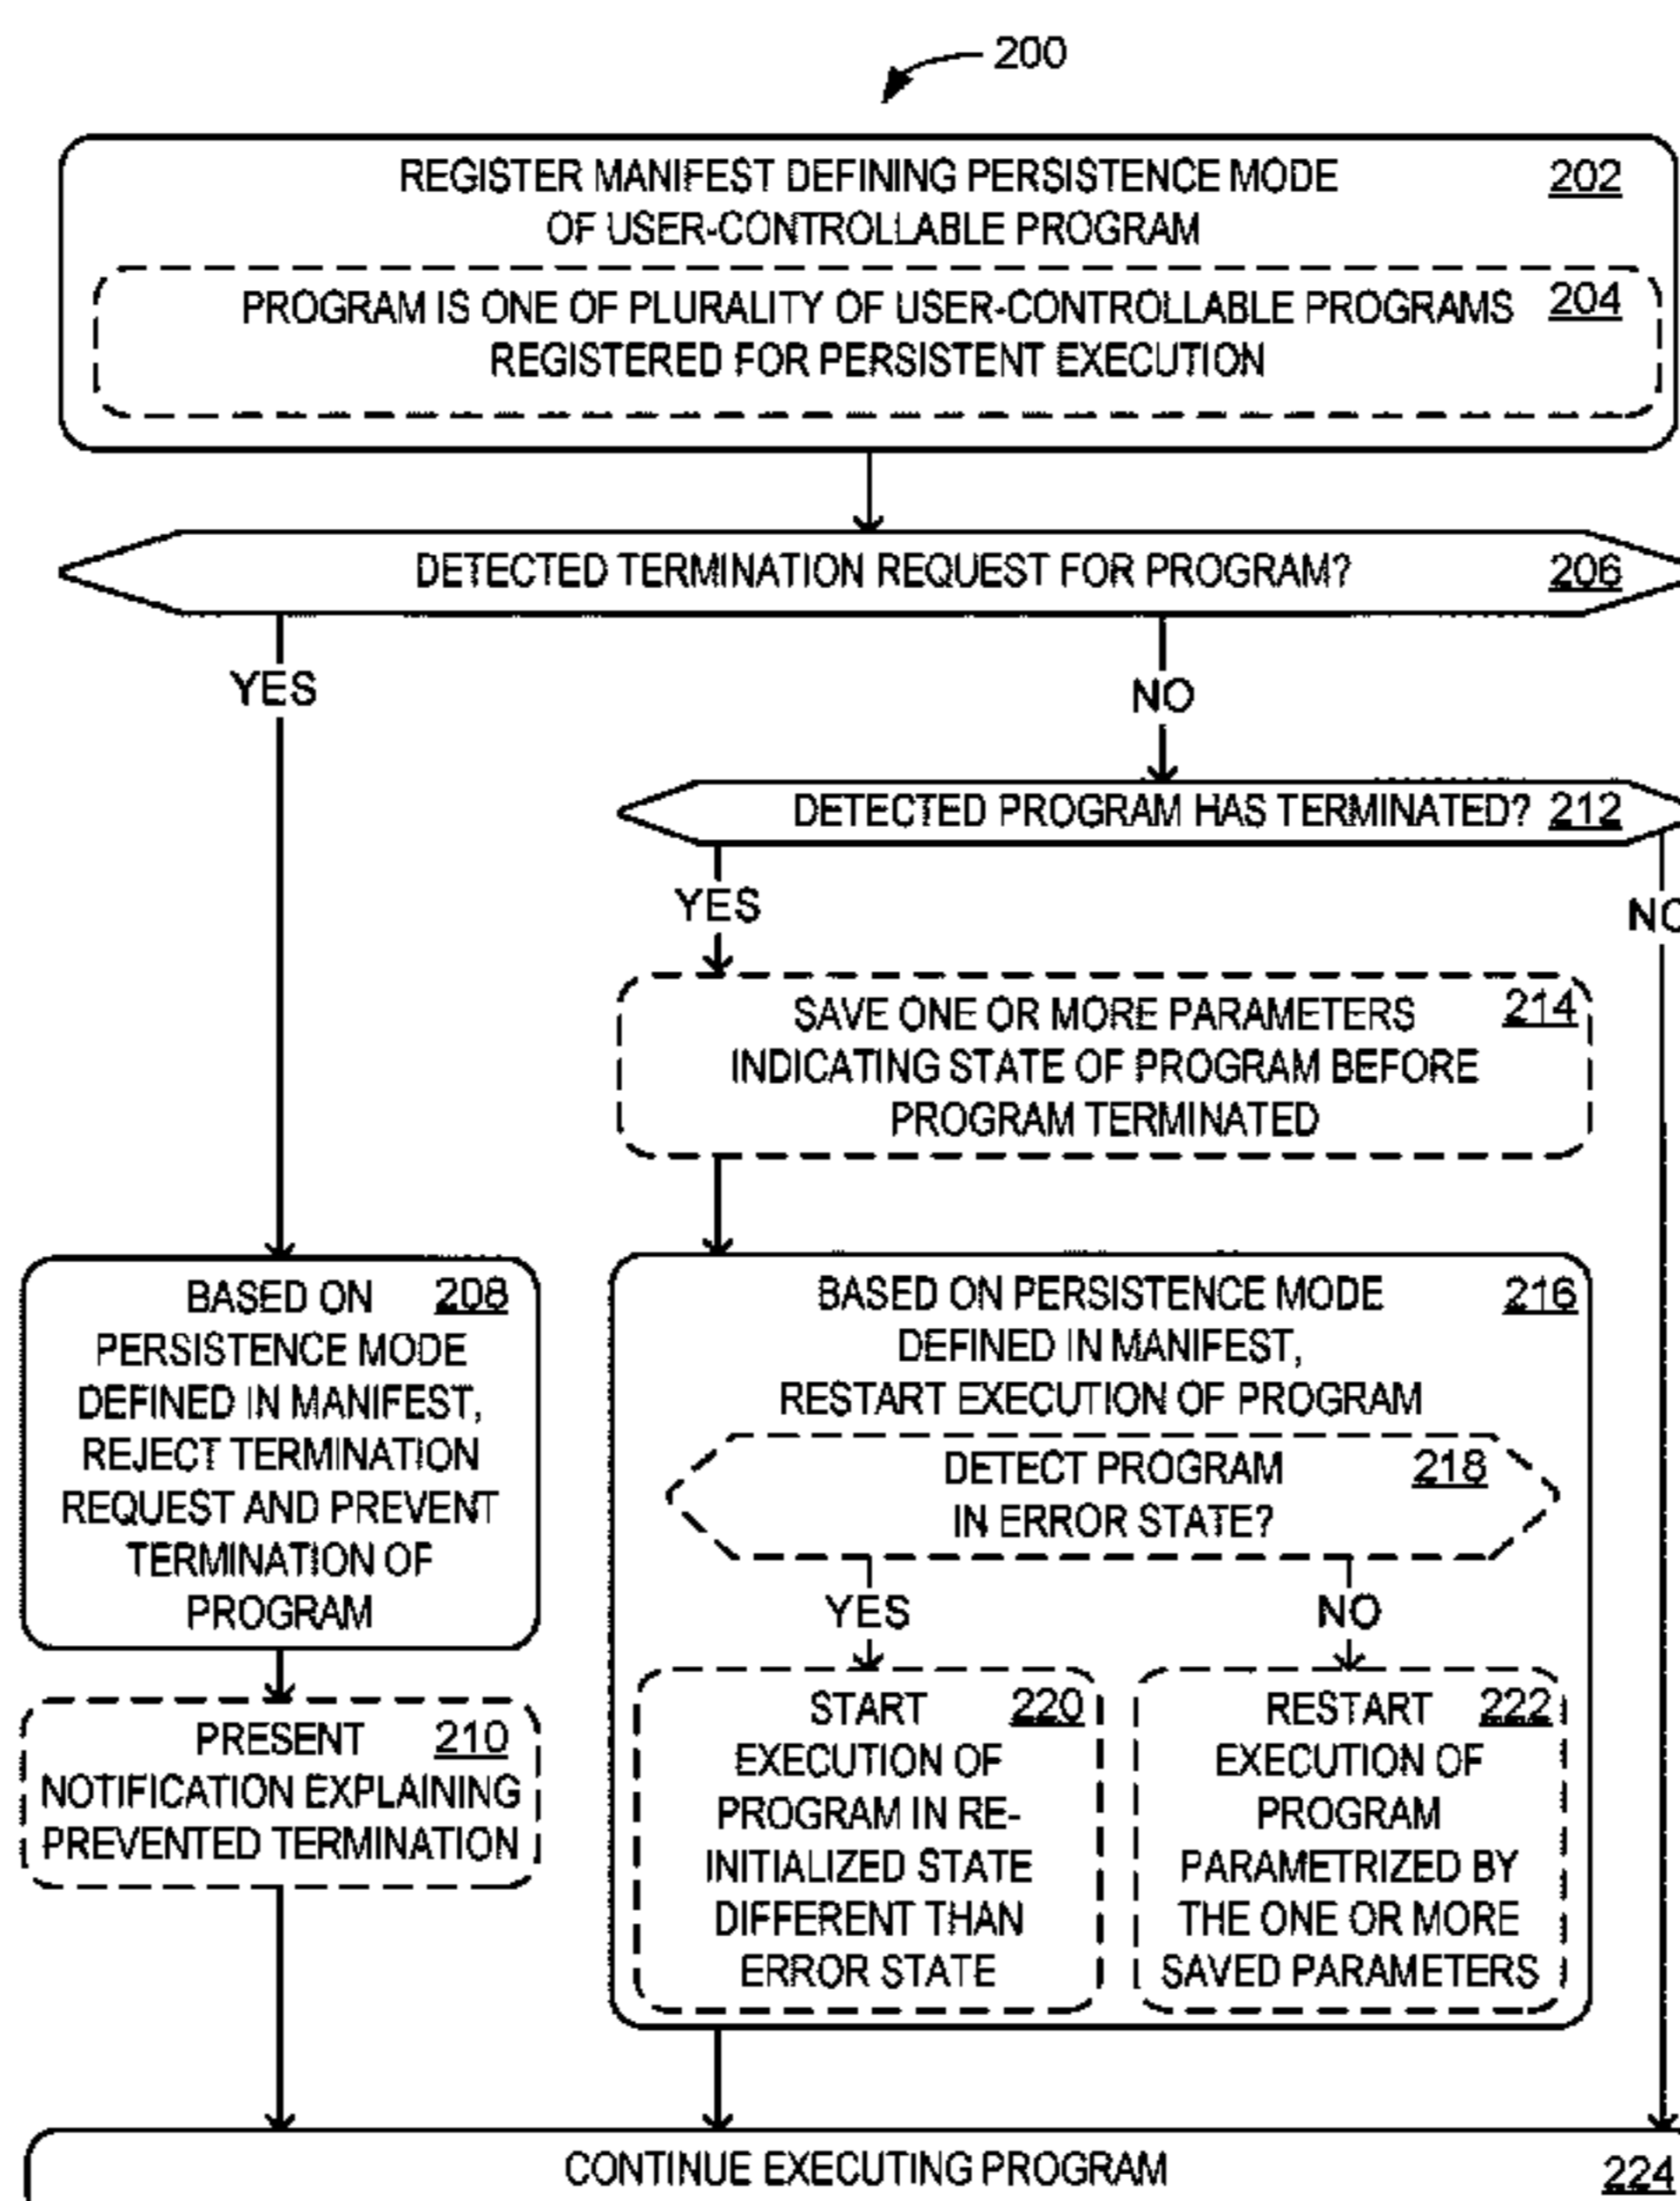 200
REGISTER MANIFEST DEFINING PERSISTENCE MODE 202
OF USER-CONTROLLABLE PROGRAM
PROGRAM IS ONE OF PLURALITY OF USER-CONTROLLABLE PROGRAMS 204
REGISTERED FOR PERSISTENT EXECUTION
DETECTED TERMINATION REQUEST FOR PROGRAM? 206
YES
NO
DETECTED PROGRAM HAS TERMINATED? 212
YES
NO
SAVE ONE OR MORE PARAMETERS 214
INDICATING STATE OF PROGRAM BEFORE
PROGRAM TERMINATED
BASED ON 208
PERSISTENCE MODE
DEFINED IN MANIFEST,
REJECT TERMINATION
REQUEST AND PREVENT
TERMINATION OF
PROGRAM
PRESENT 210
NOTIFICATION EXPLAINING
PREVENTED TERMINATION
BASED ON PERSISTENCE MODE 216
DEFINED IN MANIFEST,
RESTART EXECUTION OF PROGRAM
DETECT PROGRAM 218
IN ERROR STATE?
YES
NO
START 220
EXECUTION OF
PROGRAM IN RE-
INITIALIZED STATE
DIFFERENT THAN
ERROR STATE
RESTART 222
EXECUTION OF
PROGRAM
PARAMETRIZED BY
THE ONE OR MORE
SAVED PARAMETERS
CONTINUE EXECUTING PROGRAM 224